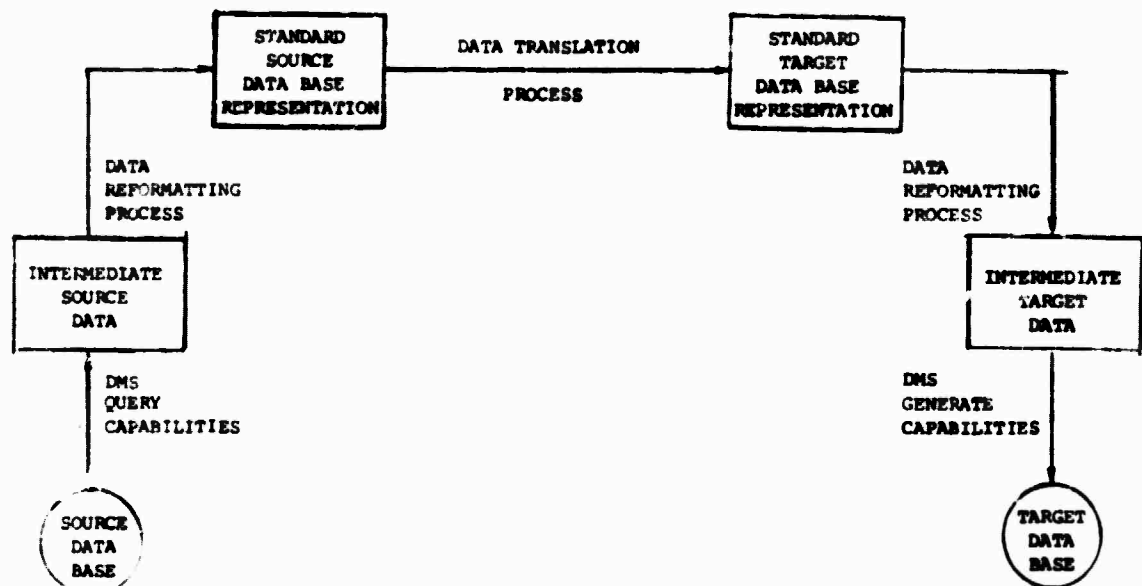 STANDARD
SOURCE
DATA BASE
REPRESENTATION
DATA TRANSLATION
PROCESS
STANDARD
TARGET
DATA BASE
REPRESENTATION
DATA
REFORMATTING
PROCESS
DATA
REFORMATTING
PROCESS
INTERMEDIATE
SOURCE
DATA
INTERMEDIATE
TARGET
DATA
DMS
QUERY
CAPABILITIES
DMS
GENERATE
CAPABILITIES
SOURCE
DATA
BASE
TARGET
DATA
BASE